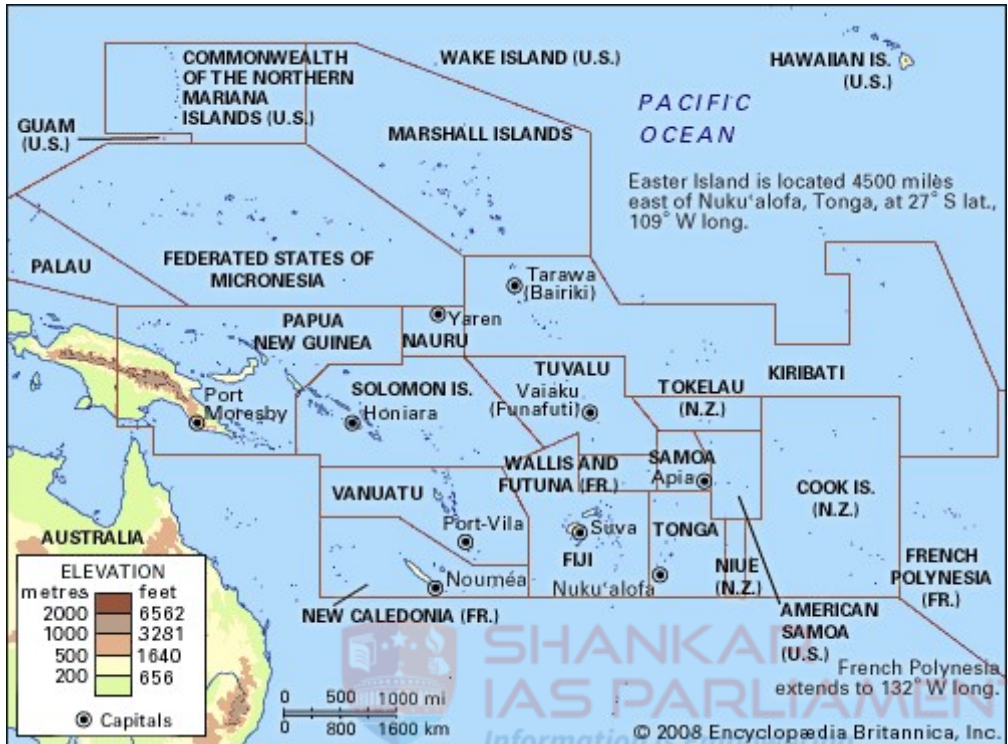 COMMONWEALTH
OF THE NORTHERN
MARIANA
ISLANDS (U.S.)
WAKE ISLAND (U.S.)
HAWAIIAN IS.
(U.S.)
GUAM
(U.S.)
MARSHALL ISLANDS
PACIFIC
OCEAN
Easter Island is located 4500 miles
east of Nukuʻalofa, Tonga, at 27° S lat.,
109° W long.
PALAU
FEDERATED STATES OF
MICRONESIA
Tarawa
(Bairiki)
PAPUA
NEW GUINEA
Yaren
NAURU
TUVALU
Vaiaku
(Funafuti)
TOKELAU
(N.Z.)
KIRIBATI
Port
Moresby
SOLOMON IS.
Honiara
WALLIS AND
FUTUNA (FR.)
SAMOA
Apia
COOK IS.
(N.Z.)
VANUATU
Port-Vila
Suva
FIJI
TONGA
Nukuʻalofa
NIUE
(N.Z.)
FRENCH
POLYNESIA
(FR.)
AUSTRALIA
Nouméa
NEW CALEDONIA (FR.)
AMERICAN
SAMOA
(U.S.)
French Polynesia
extends to 132° W long.
ELEVATION
metres feet
2000 6562
1000 3281
500 1640
200 656
Capitals
0 500 1000 mi
0 800 1600 km
SHANKAR
IAS PARLIAMENT
© 2008 Encyclopædia Britannica, Inc.